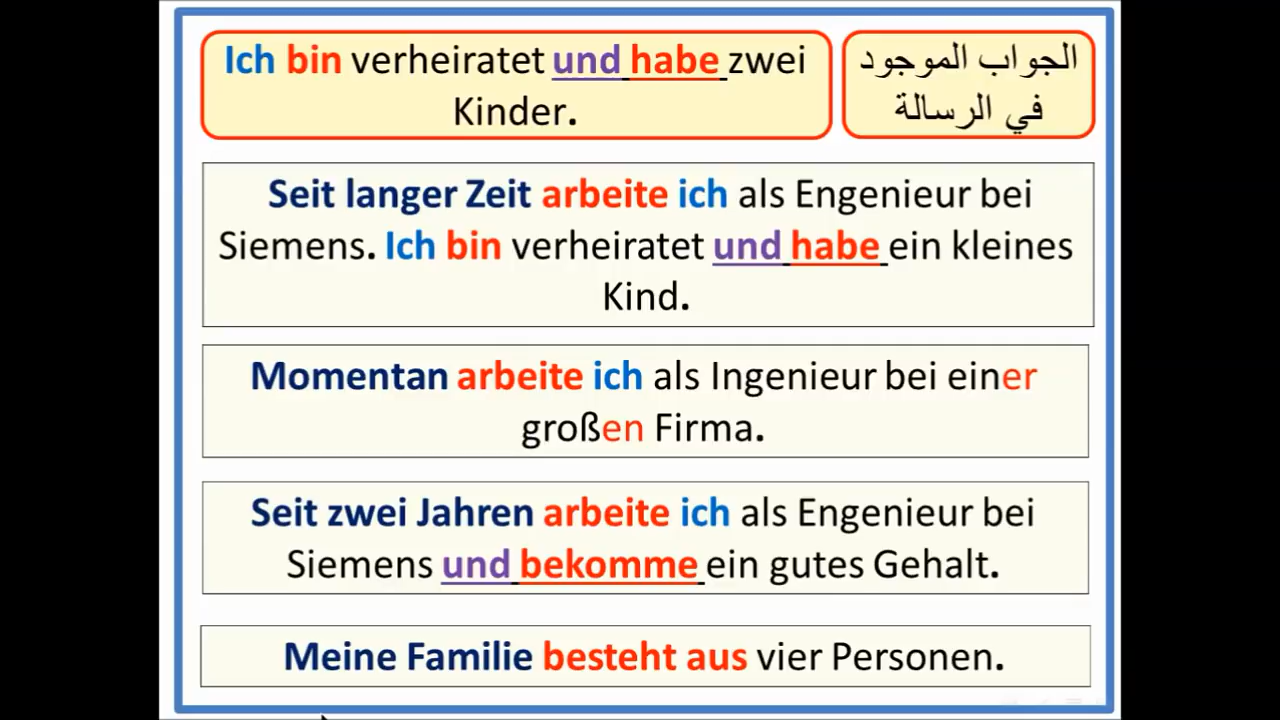 Ich bin verheiratet und habe zwei
Kinder.
الجواب الموجود
في الرسالة
Seit langer Zeit arbeite ich als Engenieur bei
Siemens. Ich bin verheiratet und habe ein kleines
Kind.
Momentan arbeite ich als Ingenieur bei einer
großen Firma.
Seit zwei Jahren arbeite ich als Engenieur bei
Siemens und bekomme ein gutes Gehalt.
Meine Familie besteht aus vier Personen.